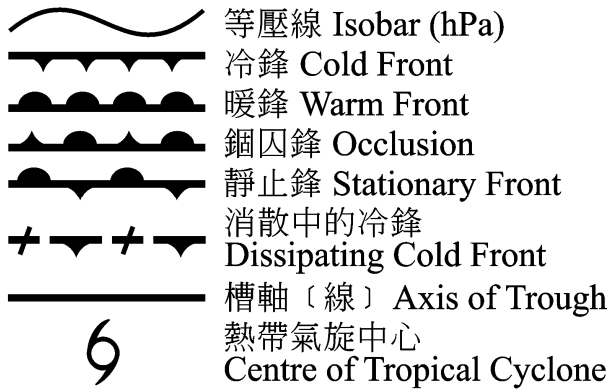 等壓線 Isobar (hPa)
冷鋒 Cold Front
暖鋒 Warm Front
錮囚鋒 Occlusion
靜止鋒 Stationary Front
消散中的冷鋒
Dissipating Cold Front
槽軸﹝線﹞ Axis of Trough
熱帶氣旋中心
Centre of Tropical Cyclone